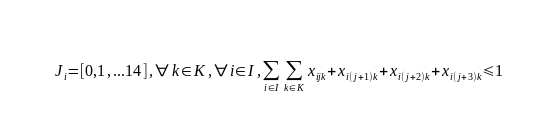 J_i=[0,1,...14], ∀ k∈K, ∀ i∈I, ∑_{i∈I} ∑_{k∈K} x_{ijk}+x_{i(j+1)k}+x_{i(j+2)k}+x_{i(j+3)k}⩽1